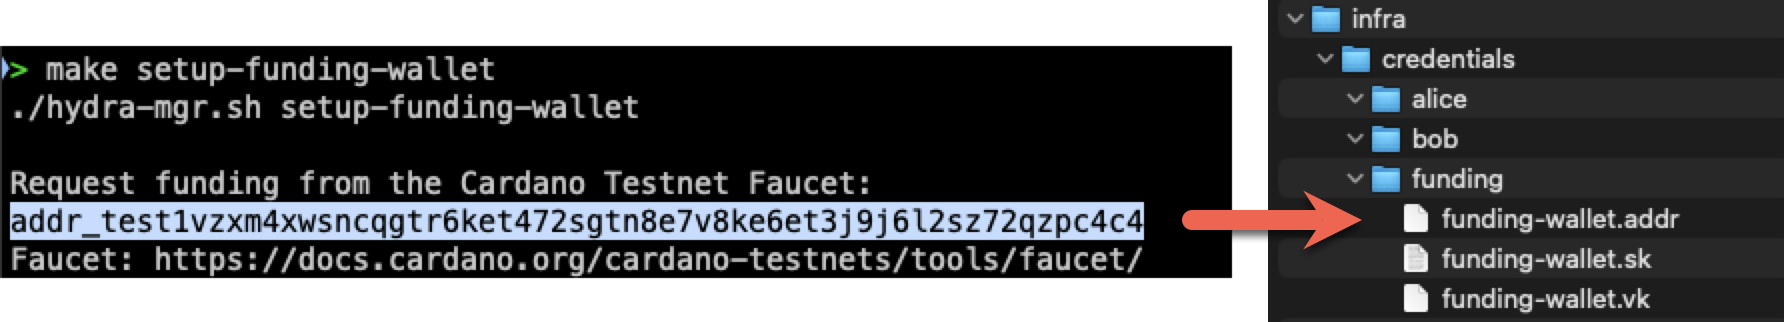 > make setup-funding-wallet
./hydra-mgr.sh setup-funding-wallet
Request funding from the Cardano Testnet Faucet:
addr_test1vzxm4xwsncqgtr6ket472sgtn8e7v8ke6et3j9j6l2sz72qzpc4c4
Faucet: https://docs.cardano.org/cardano-testnets/tools/faucet/
infra
credentials
alice
bob
funding
funding-wallet.addr
funding-wallet.sk
funding-wallet.vk